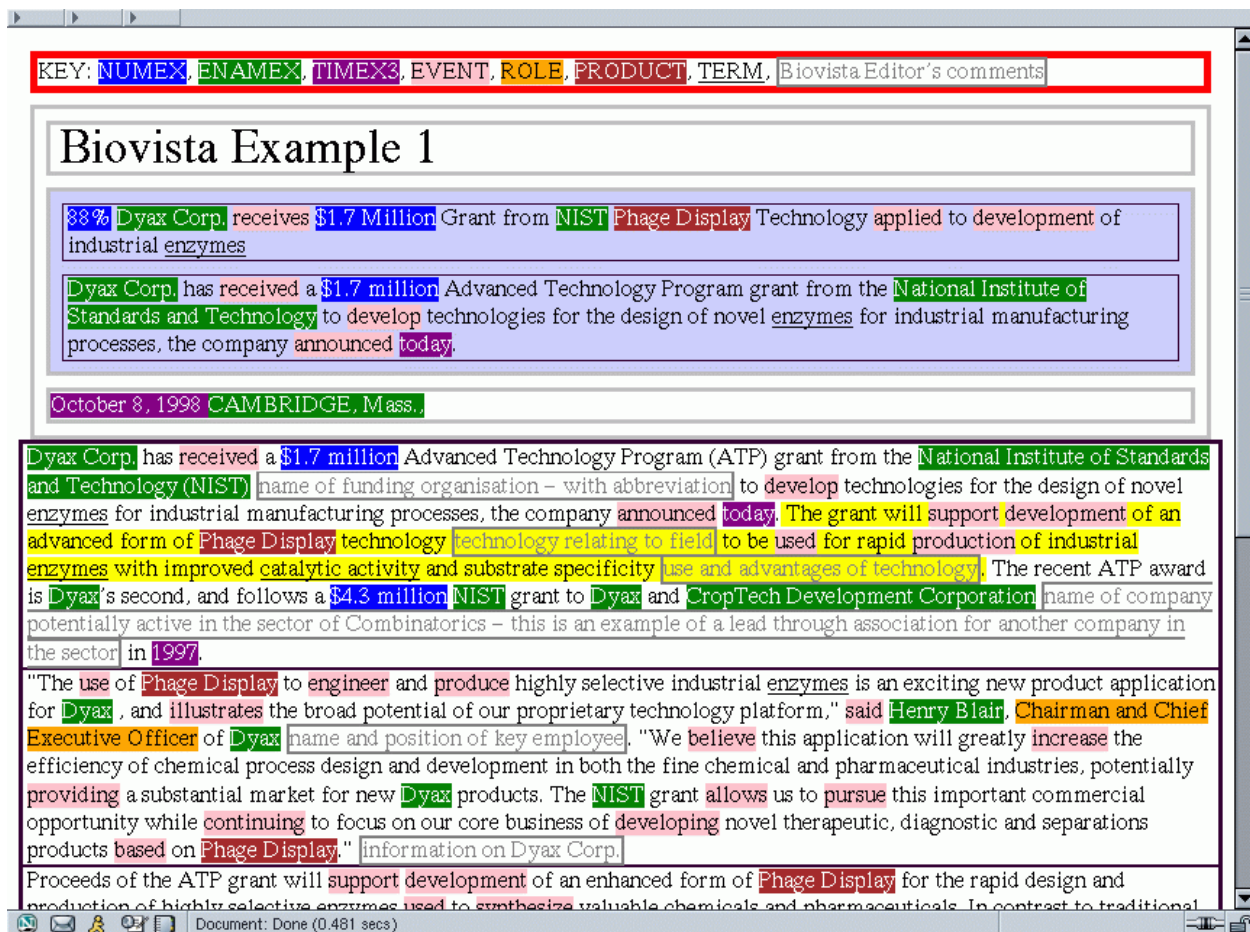 KEY: NUMEX, ENAMEX, TIMEX3, EVENT, ROLE, PRODUCT, TERM, Biovista Editor's comments
Biovista Example 1
88% Dyax Corp. receives $1.7 Million Grant from NIST Phage Display Technology applied to development of
industrial enzymes
Dyax Corp. has received a $1.7 million Advanced Technology Program grant from the National Institute of
Standards and Technology to develop technologies for the design of novel enzymes for industrial manufacturing
processes, the company announced today.
October 8, 1998 CAMBRIDGE, Mass.,
Dyax Corp. has received a $1.7 million Advanced Technology Program (ATP) grant from the National Institute of Standards
and Technology (NIST) name of funding organisation – with abbreviation to develop technologies for the design of novel
enzymes for industrial manufacturing processes, the company announced today. The grant will support development of an
advanced form of Phage Display technology technology relating to field to be used for rapid production of industrial
enzymes with improved catalytic activity and substrate specificity use and advantages of technology. The recent ATP award
is Dyax's second, and follows a $4.3 million NIST grant to Dyax and CropTech Development Corporation name of company
potentially active in the sector of Combinatorics – this is an example of a lead through association for another company in
the sector in 1997.
"The use of Phage Display to engineer and produce highly selective industrial enzymes is an exciting new product application
for Dyax , and illustrates the broad potential of our proprietary technology platform," said Henry Blair, Chairman and Chief
Executive Officer of Dyax name and position of key employee. "We believe this application will greatly increase the
efficiency of chemical process design and development in both the fine chemical and pharmaceutical industries, potentially
providing a substantial market for new Dyax products. The NIST grant allows us to pursue this important commercial
opportunity while continuing to focus on our core business of developing novel therapeutic, diagnostic and separations
products based on Phage Display." information on Dyax Corp.
Proceeds of the ATP grant will support development of an enhanced form of Phage Display for the rapid design and
production of highly selective enzymes used to synthesize valuable chemicals and pharmaceuticals. In contrast to traditional
Document: Done (0.481 secs)